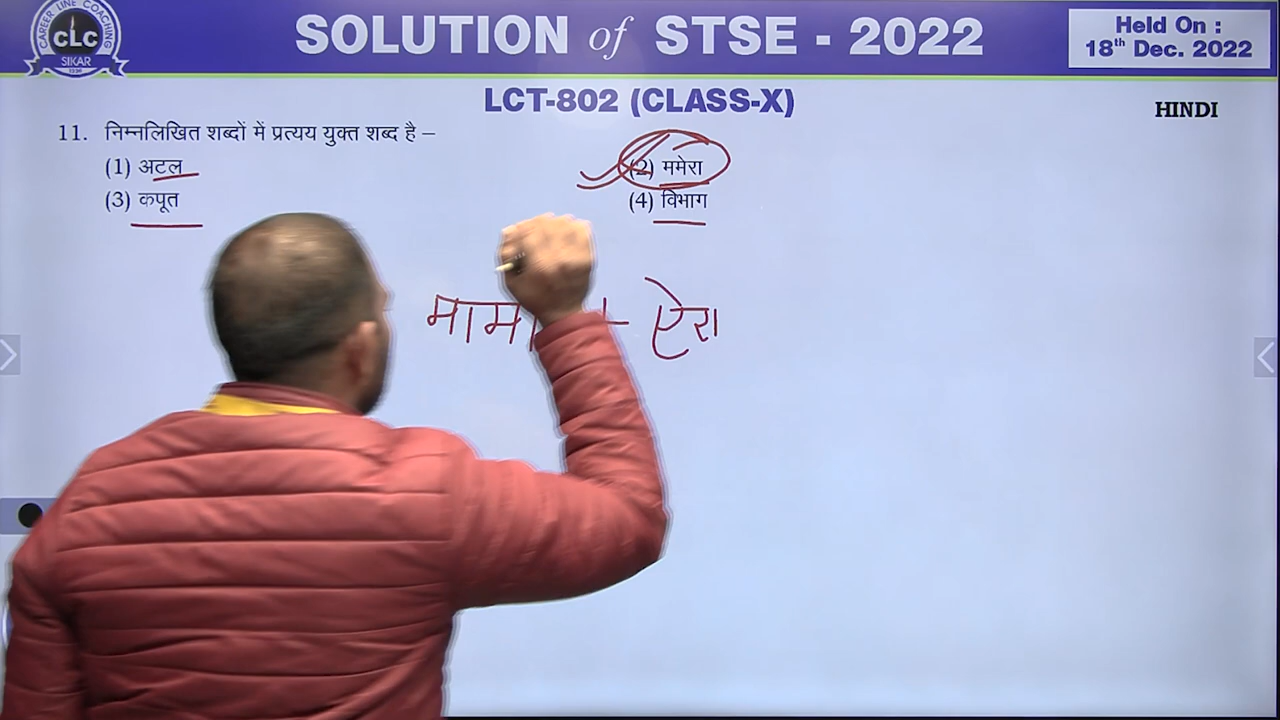 CAREER LINE COACHING
CLC
SIKAR
SOLUTION of STSE - 2022
Held On :
18th Dec. 2022
LCT-802 (CLASS-X)
HINDI
11. निम्नलिखित शब्दों में प्रत्यय युक्त शब्द है –
(1) अटल (2) ममेरा
(3) कपूत (4) विभाग
मामा + ऐरा